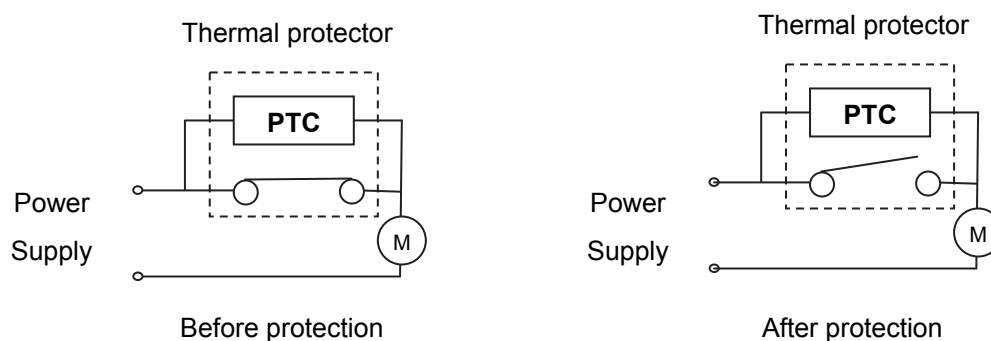 Thermal protector
PTC
Power
Supply
M
Before protection
Thermal protector
PTC
Power
Supply
M
After protection